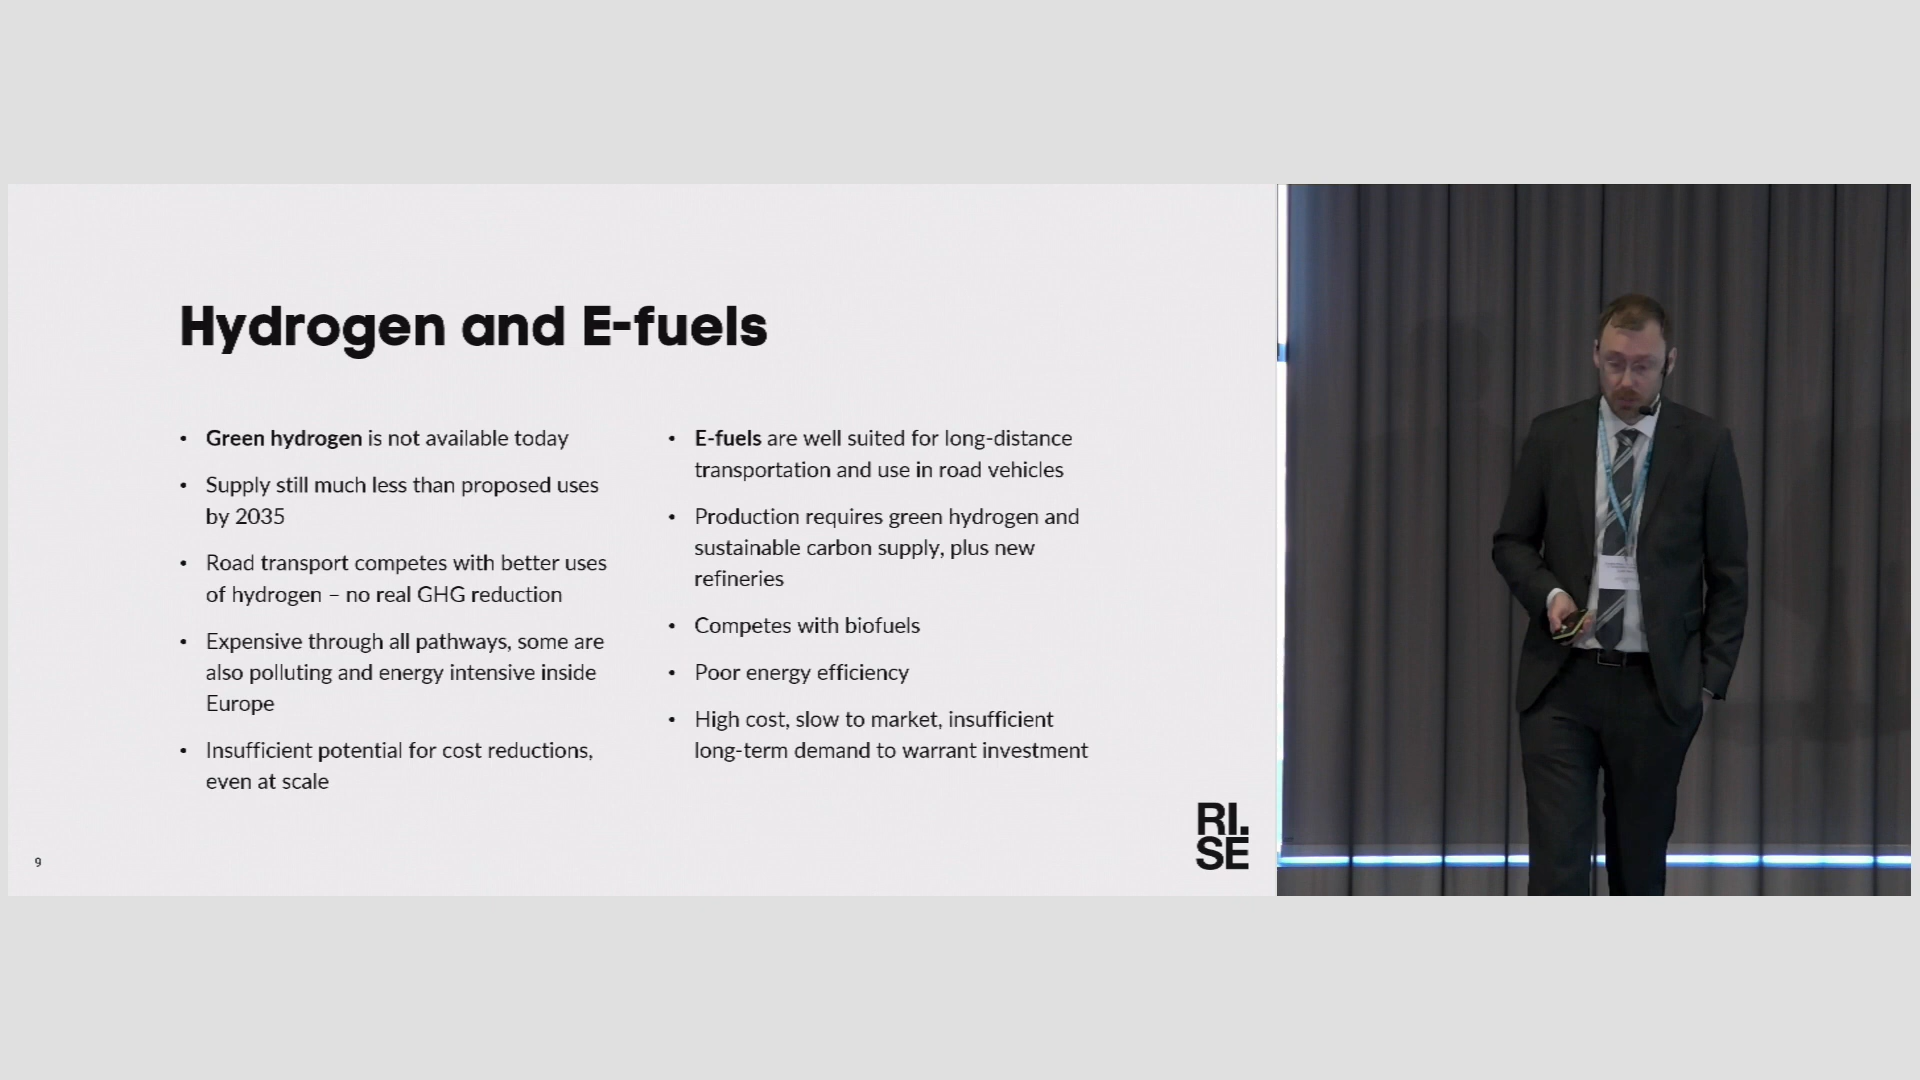 Hydrogen and E-fuels
• Green hydrogen is not available today
• Supply still much less than proposed uses
by 2035
• Road transport competes with better uses
of hydrogen – no real GHG reduction
• Expensive through all pathways, some are
also polluting and energy intensive inside
Europe
• Insufficient potential for cost reductions,
even at scale
• E-fuels are well suited for long-distance
transportation and use in road vehicles
• Production requires green hydrogen and
sustainable carbon supply, plus new
refineries
• Competes with biofuels
• Poor energy efficiency
• High cost, slow to market, insufficient
long-term demand to warrant investment
9
RI.
SE